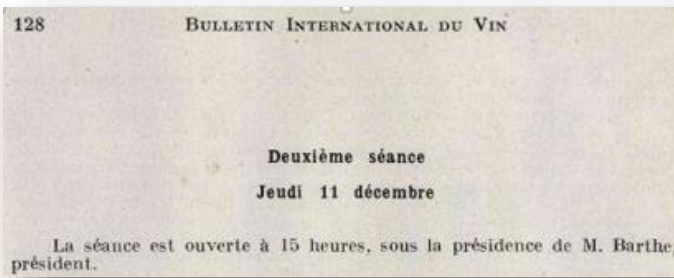 128 BULLETIN INTERNATIONAL DU VIN
Deuxième séance
Jeudi 11 décembre
La séance est ouverte à 15 heures, sous la présidence de M. Barthe,
président.